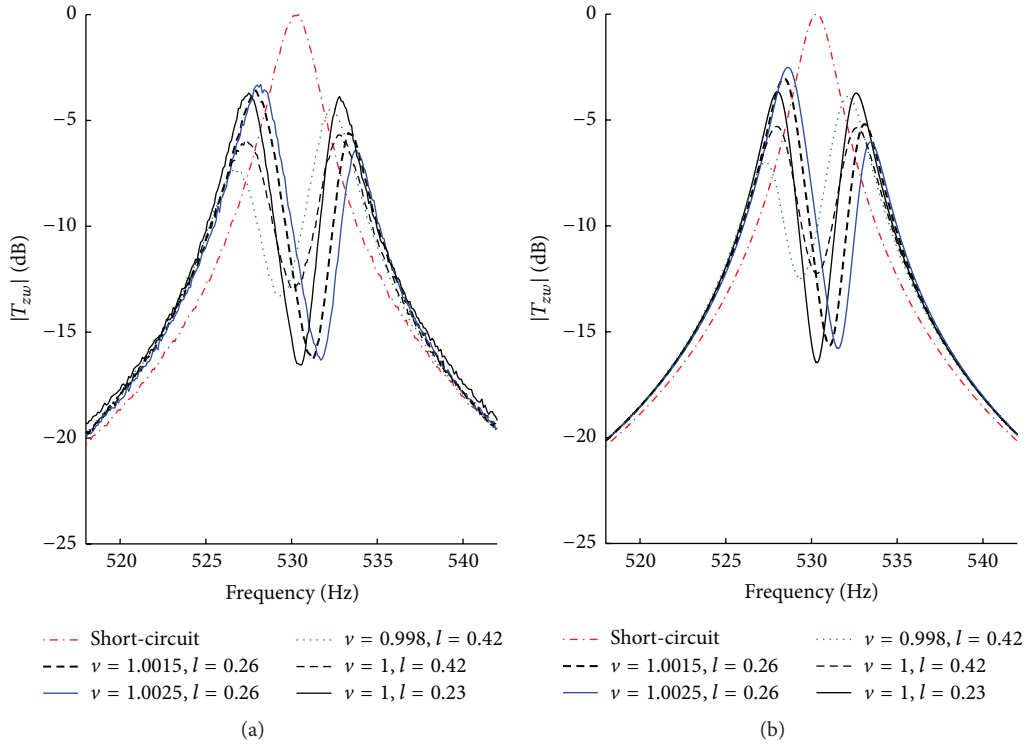 0
−5
−10
−15
−20
−25
|T_zw| (dB)
520 525 530 535 540
Frequency (Hz)
Short-circuit
ν = 1.0015, l = 0.26
ν = 1.0025, l = 0.26
ν = 0.998, l = 0.42
ν = 1, l = 0.42
ν = 1, l = 0.23
(a)
0
−5
−10
−15
−20
−25
|T_zw| (dB)
520 525 530 535 540
Frequency (Hz)
Short-circuit
ν = 1.0015, l = 0.26
ν = 1.0025, l = 0.26
ν = 0.998, l = 0.42
ν = 1, l = 0.42
ν = 1, l = 0.23
(b)